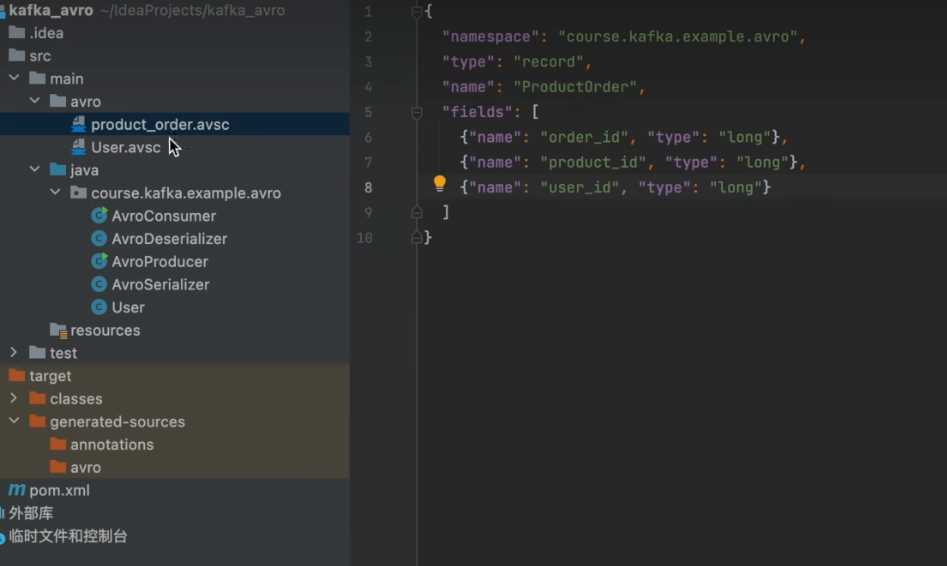 kafka_avro ~/IdeaProjects/kafka_avro
.idea
src
main
avro
product_order.avsc
User.avsc
java
course.kafka.example.avro
AvroConsumer
AvroDeserializer
AvroProducer
AvroSerializer
User
resources
test
target
classes
generated-sources
annotations
avro
pom.xml
外部库
临时文件和控制台
1 {
2 "namespace": "course.kafka.example.avro",
3 "type": "record",
4 "name": "ProductOrder",
5 "fields": [
6 {"name": "order_id", "type": "long"},
7 {"name": "product_id", "type": "long"},
8 {"name": "user_id", "type": "long"}
9 ]
10 }